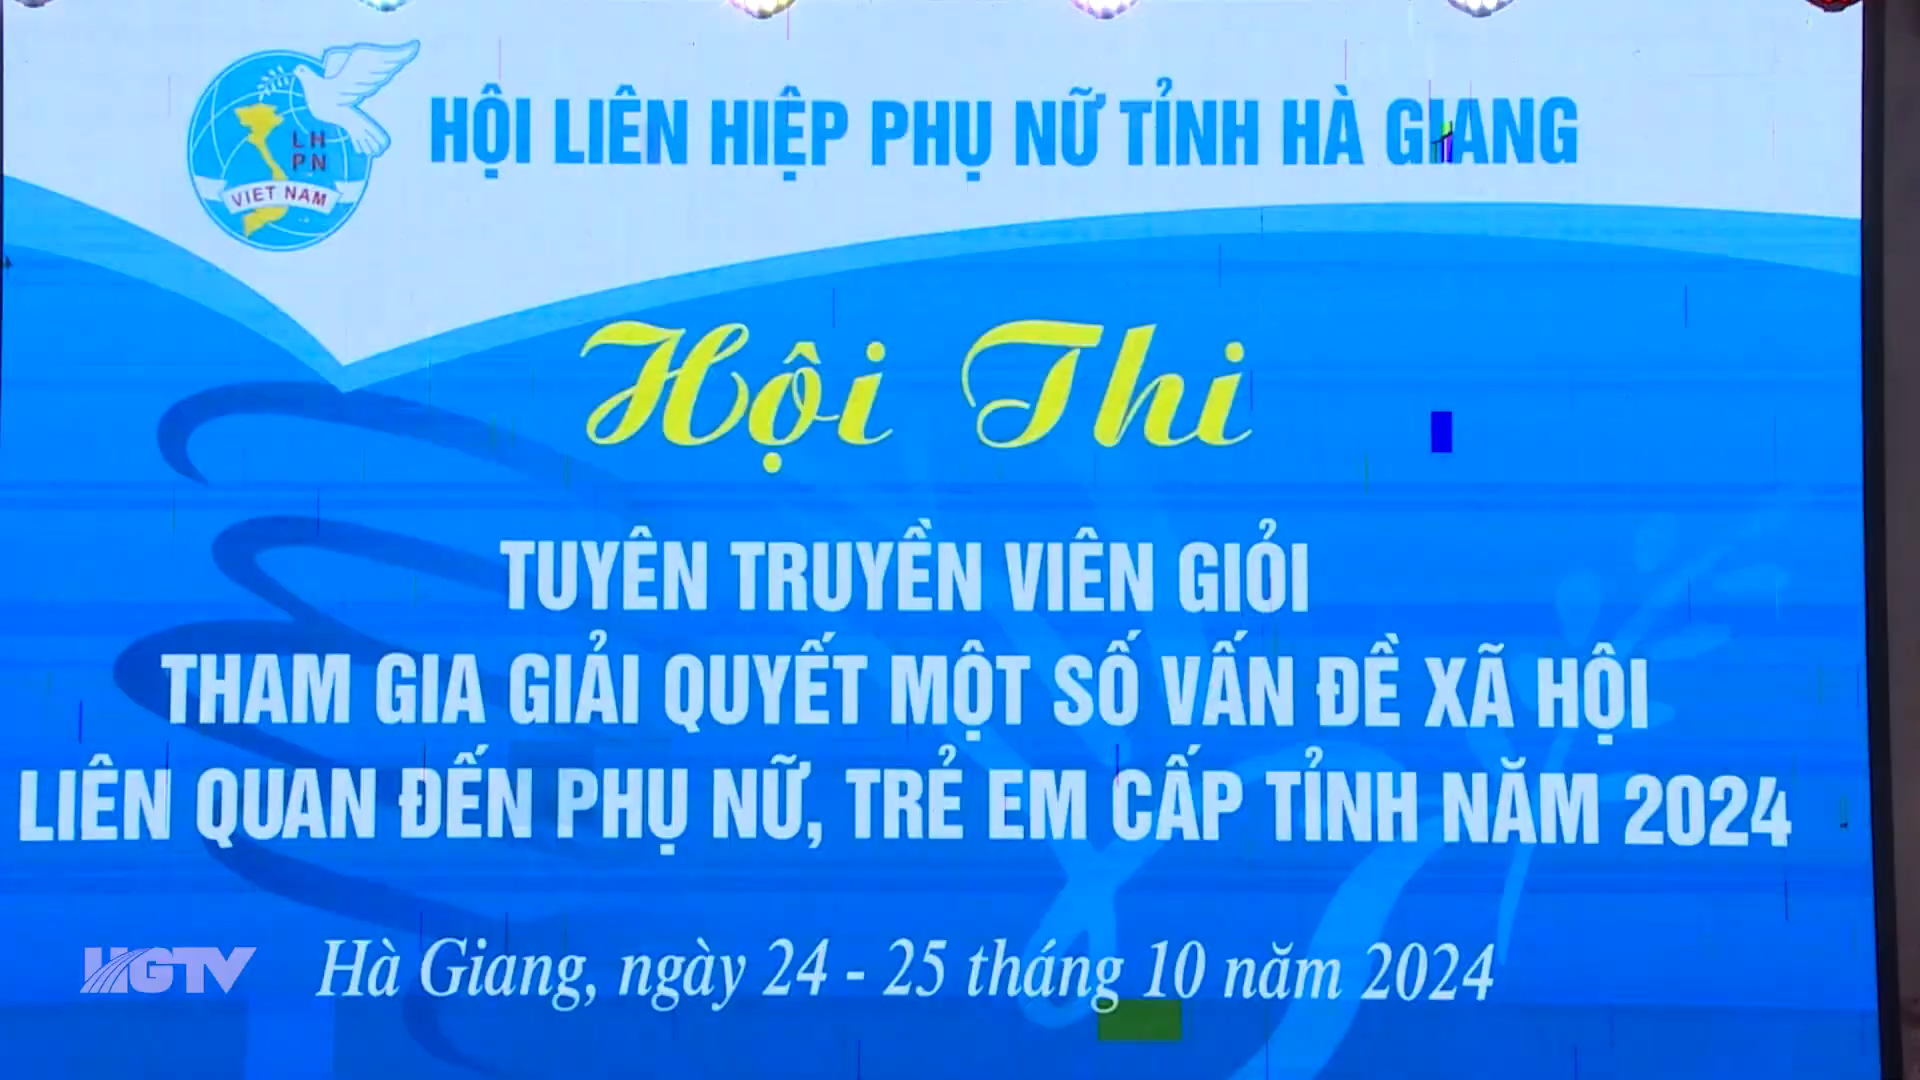 HỘI LIÊN HIỆP PHỤ NỮ TỈNH HÀ GIANG
LH
PN
VIET NAM
Hội Thi
TUYÊN TRUYỀN VIÊN GIỎI
THAM GIA GIẢI QUYẾT MỘT SỐ VẤN ĐỀ XÃ HỘI
LIÊN QUAN ĐẾN PHỤ NỮ, TRẺ EM CẤP TỈNH NĂM 2024
HGTV
Hà Giang, ngày 24 - 25 tháng 10 năm 2024